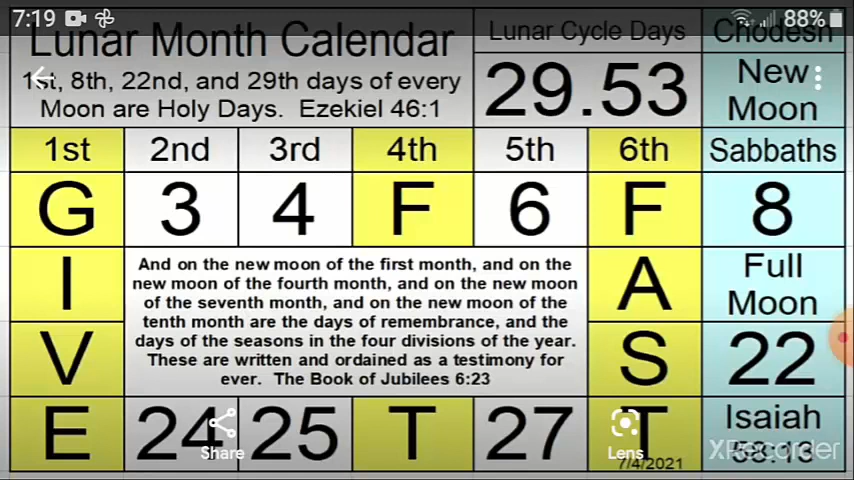 7:19
88%
Lunar Month Calendar
Lunar Cycle Days
Chodesh
1st, 8th, 22nd, and 29th days of every
Moon are Holy Days. Ezekiel 46:1
29.53
New
Moon
1st 2nd 3rd 4th 5th 6th Sabbaths
G 3 4 F 6 F 8
I
And on the new moon of the first month, and on the
new moon of the fourth month, and on the new moon
of the seventh month, and on the new moon of the
tenth month are the days of remembrance, and the
days of the seasons in the four divisions of the year.
These are written and ordained as a testimony for
ever. The Book of Jubilees 6:23
A
Full
Moon
V
S
22
E 24 25 T 27 T
Isaiah
58:13
Share
Lens
7/4/2021
XRecorder